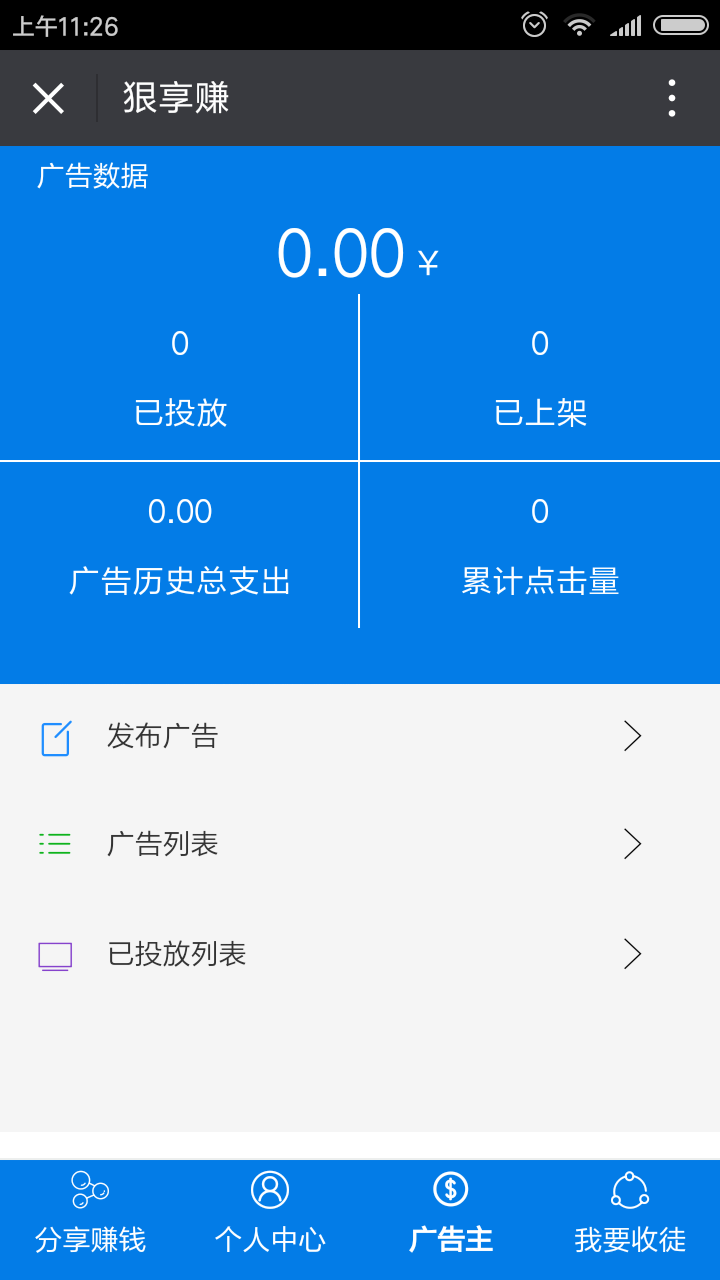 上午11:26
狠享赚
广告数据
0.00 ¥
0 0
已投放 已上架
0.00 0
广告历史总支出 累计点击量
发布广告
广告列表
已投放列表
分享赚钱 个人中心 广告主 我要收徒